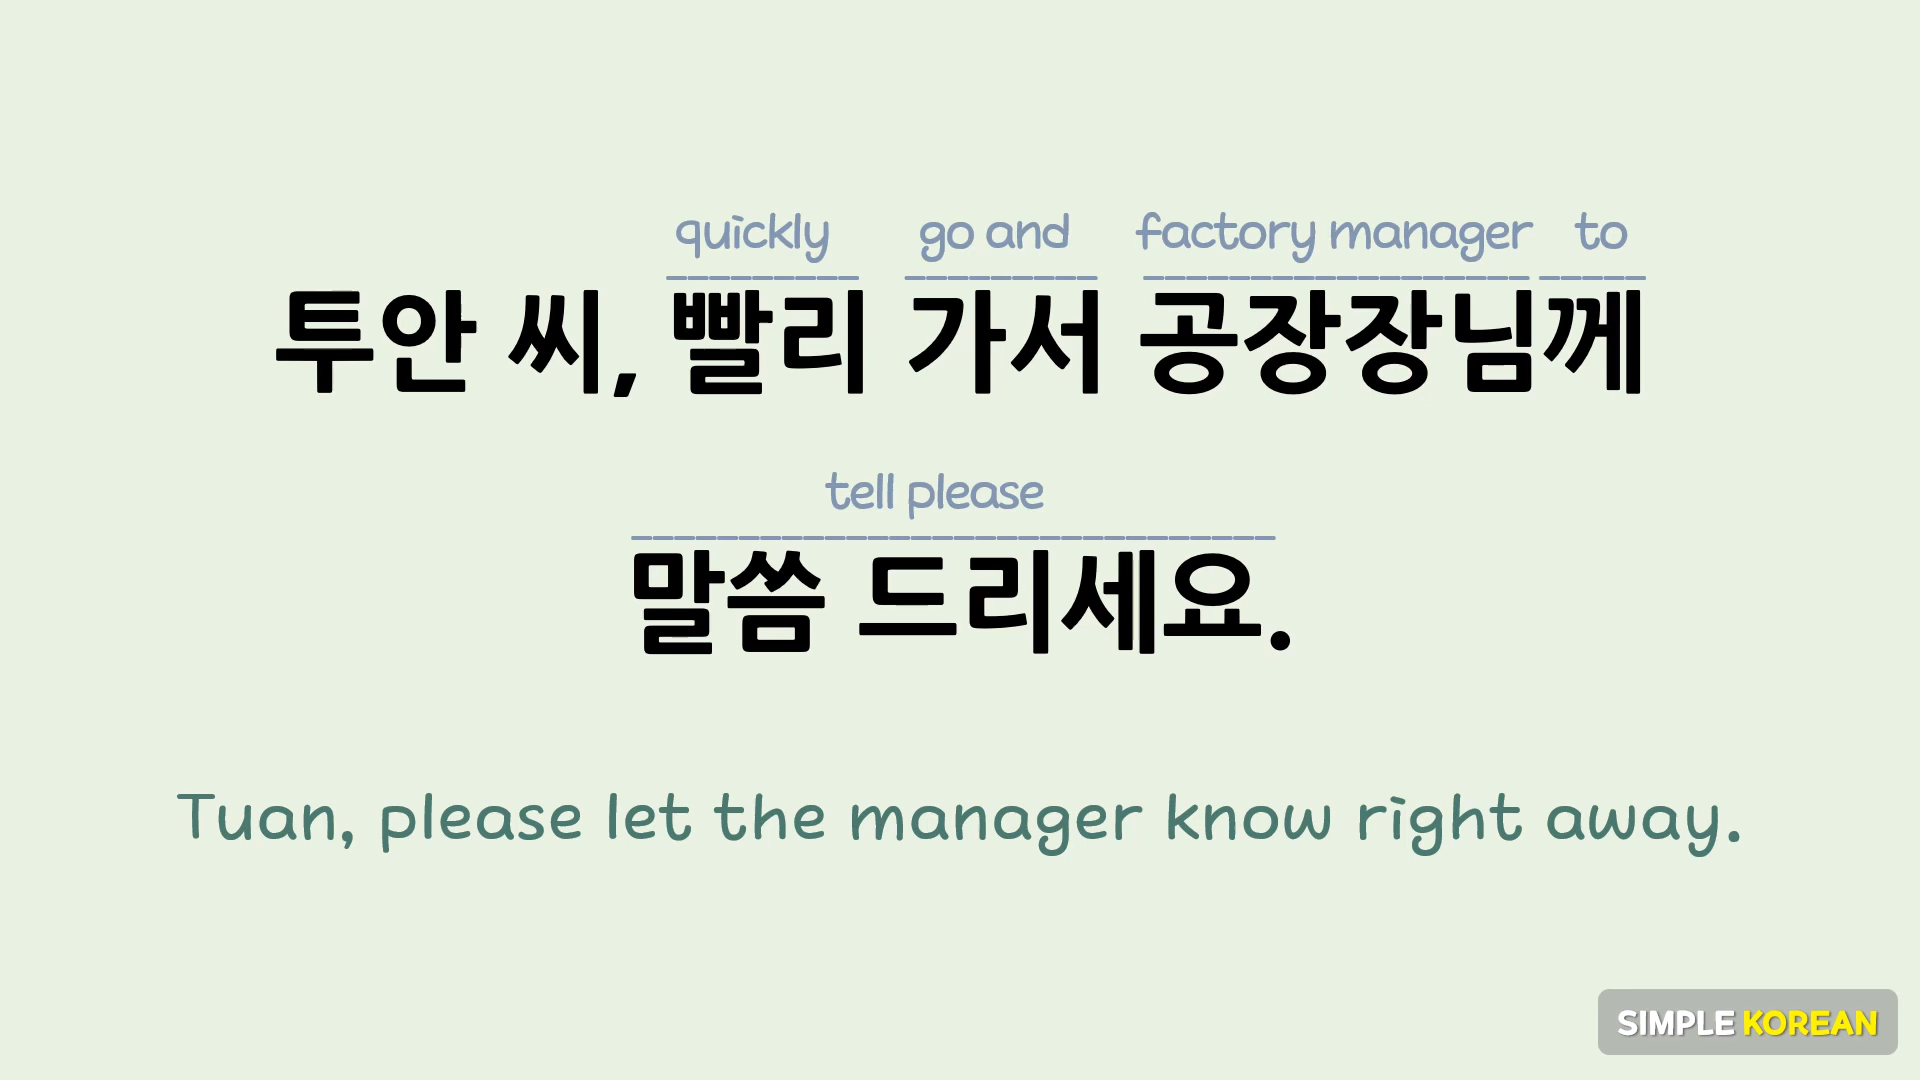 quickly go and factory manager to
투안 씨, 빨리 가서 공장장님께
tell please
말씀 드리세요.
Tuan, please let the manager know right away.
SIMPLE KOREAN